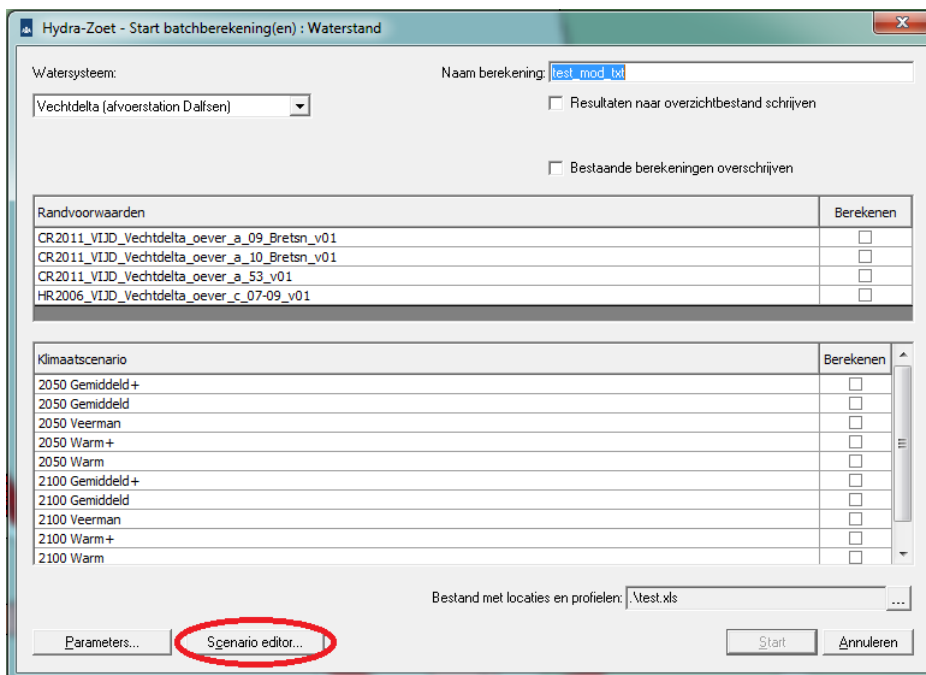 Hydra-Zoet - Start batchberekening(en) : Waterstand
Watersysteem:
Naam berekening: test_mod_txt
Vechtdelta (afvoerstation Dalfsen)
Resultaten naar overzichtbestand schrijven
Bestaande berekeningen overschrijven
Randvoorwaarden Berekenen
CR2011_VIJD_Vechtdelta_oever_a_09_Bretsn_v01
CR2011_VIJD_Vechtdelta_oever_a_10_Bretsn_v01
CR2011_VIJD_Vechtdelta_oever_a_53_v01
HR2006_VIJD_Vechtdelta_oever_c_07-09_v01
Klimaatscenario Berekenen
2050 Gemiddeld+
2050 Gemiddeld
2050 Veerman
2050 Warm+
2050 Warm
2100 Gemiddeld+
2100 Gemiddeld
2100 Veerman
2100 Warm+
2100 Warm
Bestand met locaties en profielen: .\test.xls ...
Parameters... Scenario editor... Start Annuleren